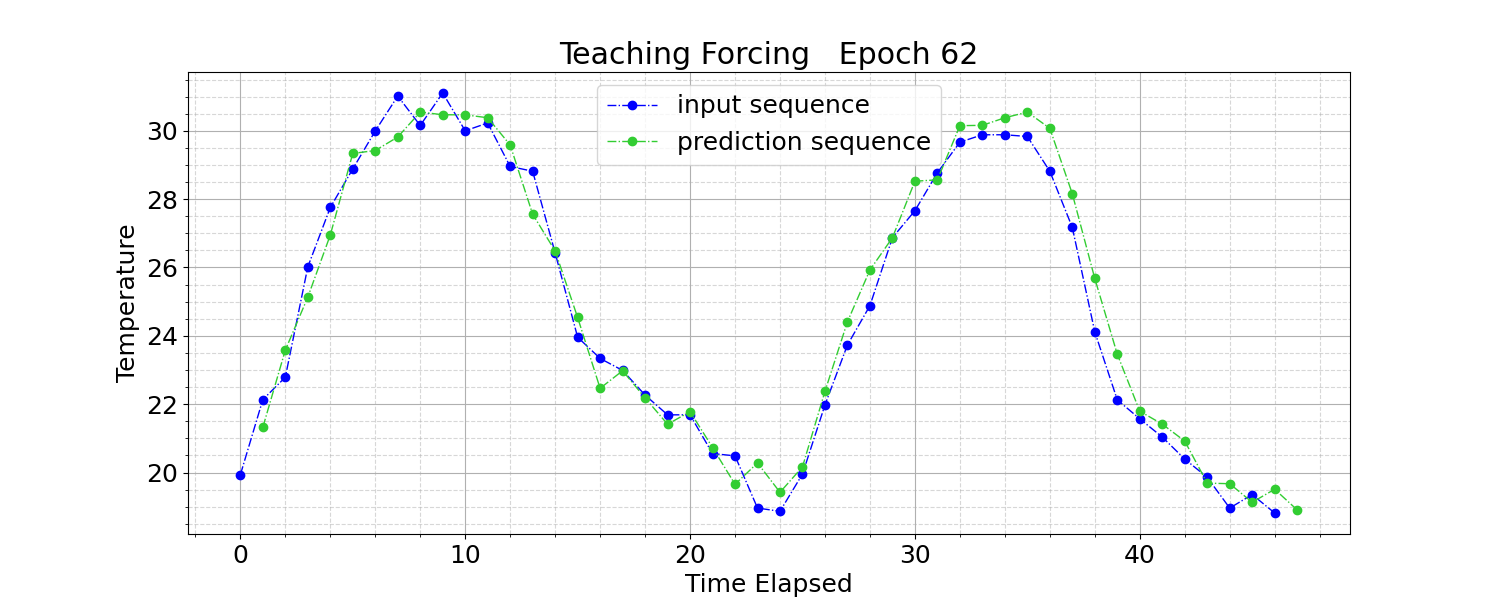 Teaching Forcing   Epoch 62
input sequence
prediction sequence
30
28
26
24
22
20
Temperature
0 10 20 30 40
Time Elapsed